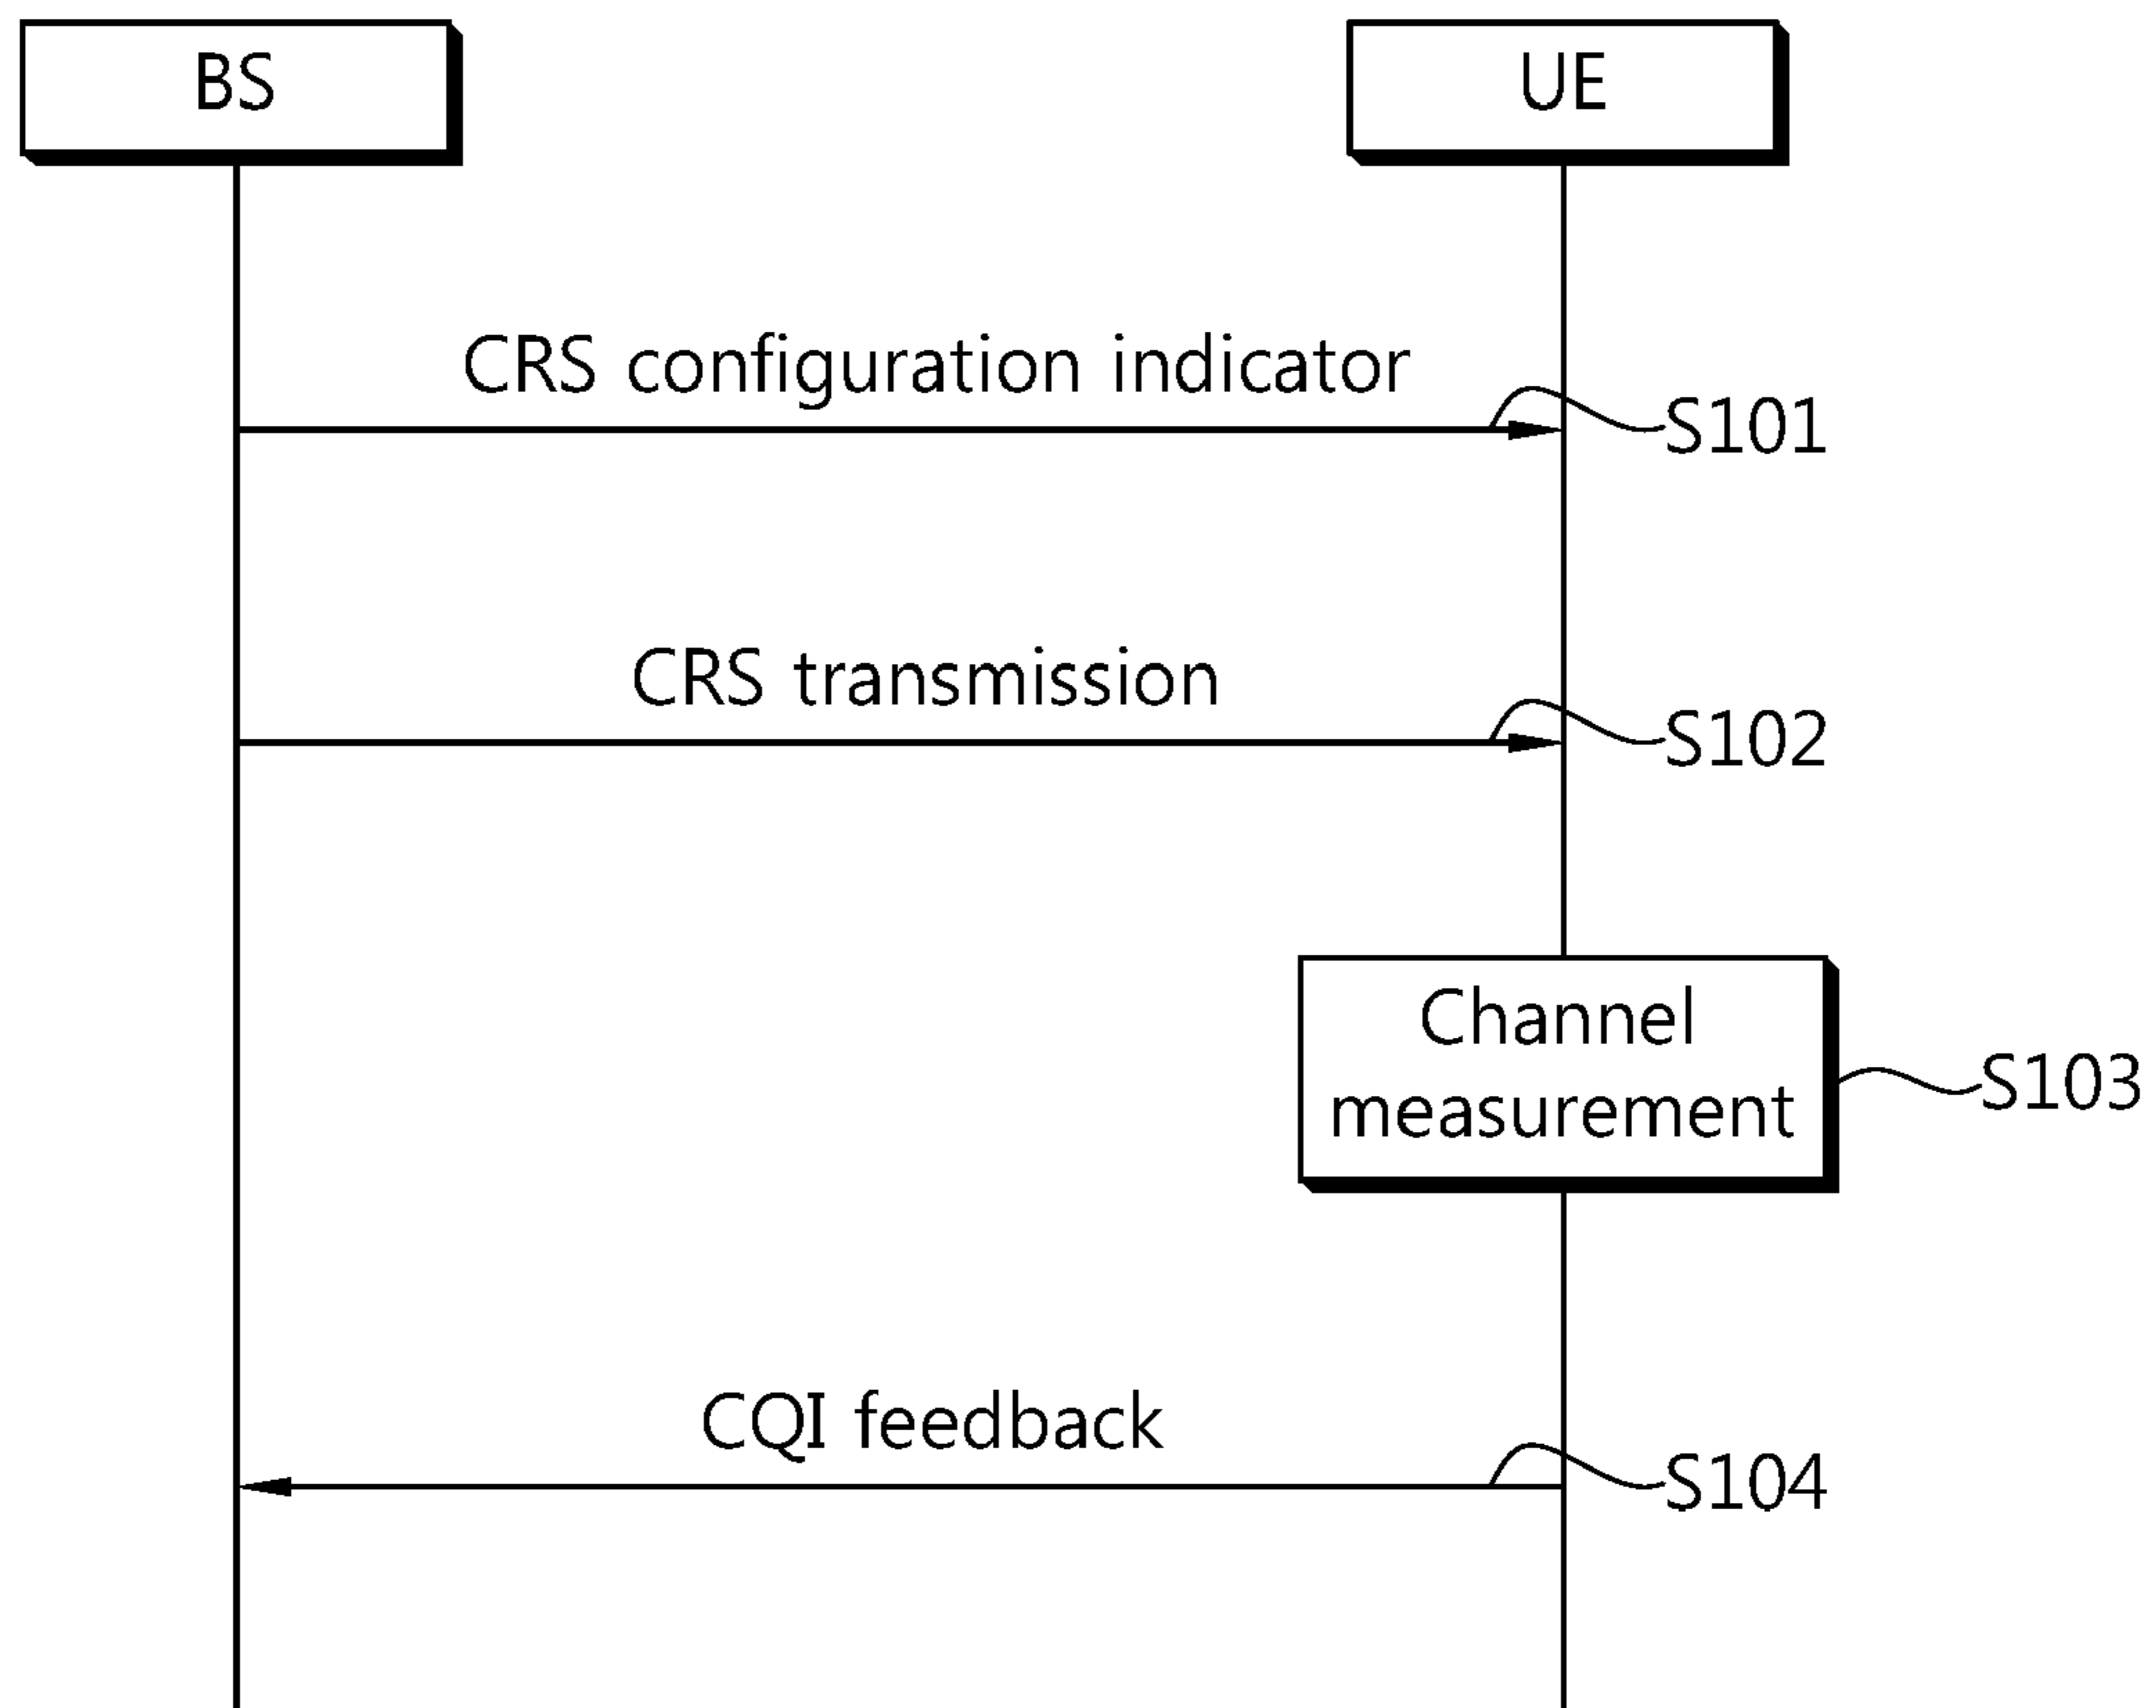 BS
UE
CRS configuration indicator
S101
CRS transmission
S102
Channel
measurement
S103
CQI feedback
S104